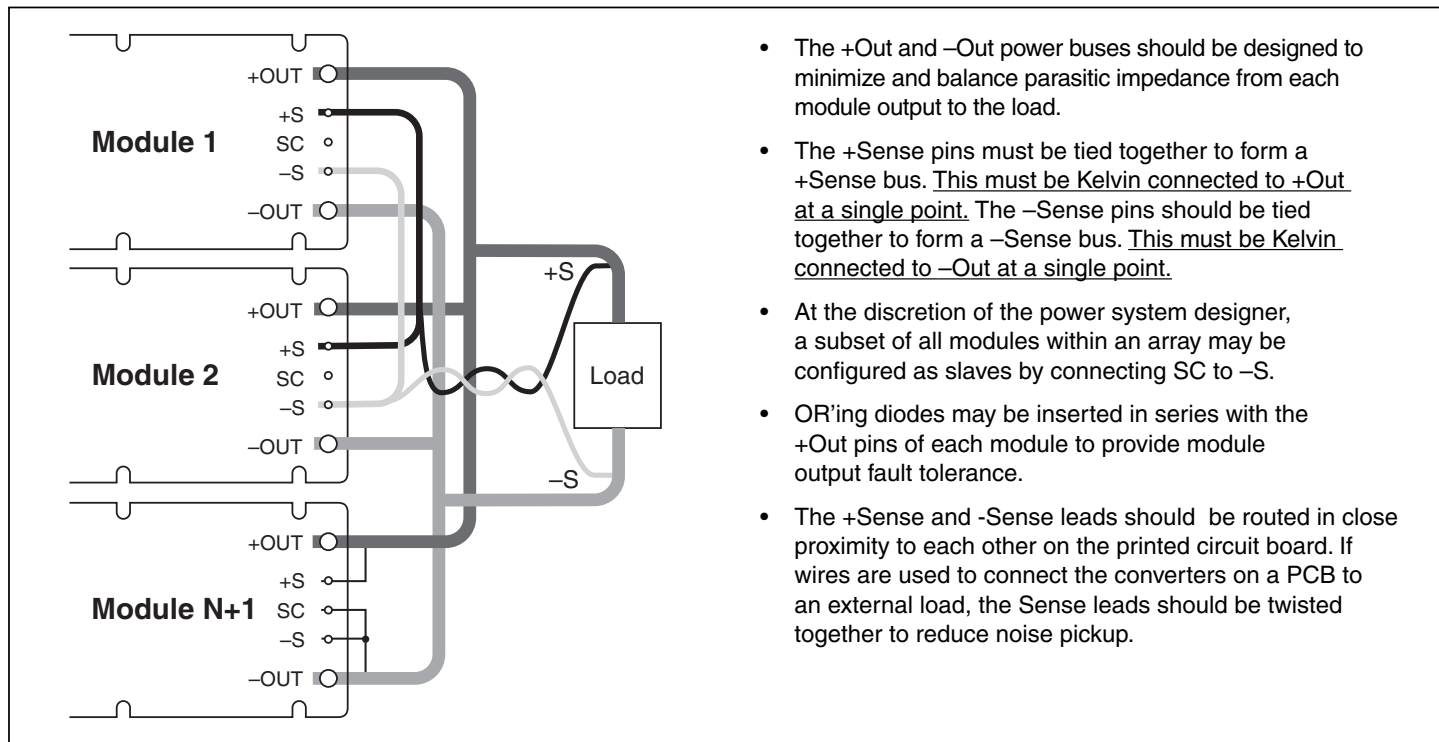 +OUT
+S
Module 1
SC
–S
–OUT
+OUT
+S
Module 2
SC
–S
–OUT
+OUT
+S
Module N+1
SC
–S
–OUT
+S
Load
–S
• The +Out and –Out power buses should be designed to
minimize and balance parasitic impedance from each
module output to the load.
• The +Sense pins must be tied together to form a
+Sense bus. This must be Kelvin connected to +Out
at a single point. The –Sense pins should be tied
together to form a –Sense bus. This must be Kelvin
connected to –Out at a single point.
• At the discretion of the power system designer,
a subset of all modules within an array may be
configured as slaves by connecting SC to –S.
• OR’ing diodes may be inserted in series with the
+Out pins of each module to provide module
output fault tolerance.
• The +Sense and -Sense leads should be routed in close
proximity to each other on the printed circuit board. If
wires are used to connect the converters on a PCB to
an external load, the Sense leads should be twisted
together to reduce noise pickup.